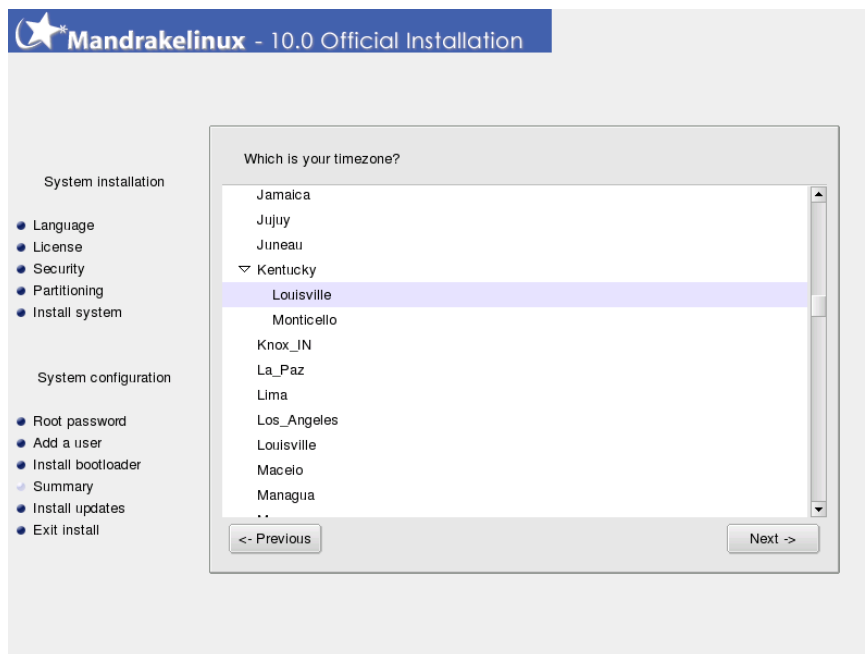 Mandrakelinux - 10.0 Official Installation
System installation
Language
License
Security
Partitioning
Install system
System configuration
Root password
Add a user
Install bootloader
Summary
Install updates
Exit install
Which is your timezone?
Jamaica
Jujuy
Juneau
Kentucky
Louisville
Monticello
Knox_IN
La_Paz
Lima
Los_Angeles
Louisville
Maceio
Managua
<- Previous
Next ->